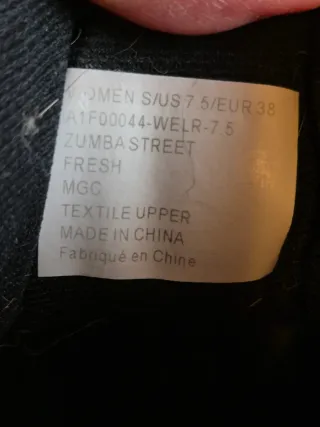 WOMEN S/US 7.5/EUR 38
A1F00044-WELR-7.5
ZUMBA STREET
FRESH
MGC
TEXTILE UPPER
MADE IN CHINA
Fabriqué en Chine